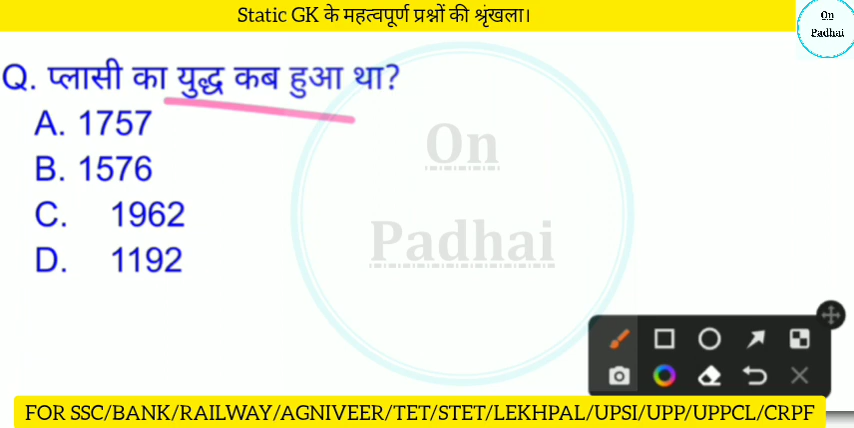 Static GK के महत्वपूर्ण प्रश्नों की श्रृंखला।
On
Padhai
Q. प्लासी का युद्ध कब हुआ था?
A. 1757
B. 1576
C. 1962
D. 1192
On
Padhai
FOR SSC/BANK/RAILWAY/AGNIVEER/TET/STET/LEKHPAL/UPSI/UPP/UPPCL/CRPF